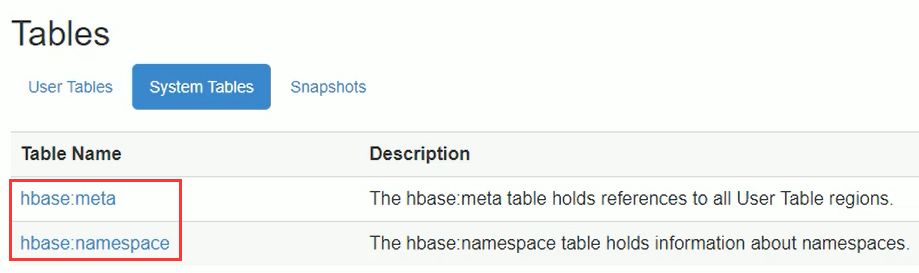 Tables
User Tables System Tables Snapshots
Table Name Description
hbase:meta The hbase:meta table holds references to all User Table regions.
hbase:namespace The hbase:namespace table holds information about namespaces.